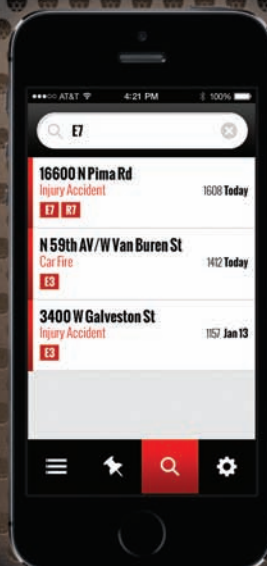 AT&T 4:21 PM 100%
E7
16600 N Pima Rd
Injury Accident 1608 Today
E7 R7
N 59th AV/W Van Buren St
Car Fire 1412 Today
E3
3400 W Galveston St
Injury Accident 1157 Jan 13
E3